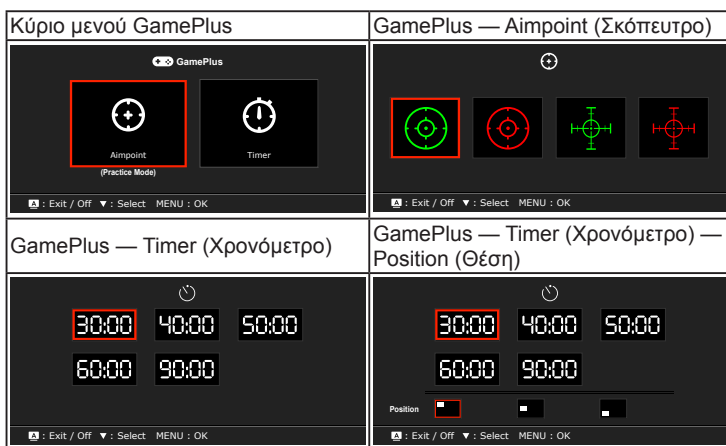 Κύριο μενού GamePlus
GamePlus — Aimpoint (Σκόπευτρο)
GamePlus
Aimpoint
Timer
(Practice Mode)
A : Exit / Off ▼ : Select MENU : OK
A : Exit / Off ▼ : Select MENU : OK
GamePlus — Timer (Χρονόμετρο)
GamePlus — Timer (Χρονόμετρο) —
Position (Θέση)
30:00 40:00 50:00
60:00 90:00
A : Exit / Off ▼ : Select MENU : OK
30:00 40:00 50:00
60:00 90:00
Position
A : Exit / Off ▼ : Select MENU : OK